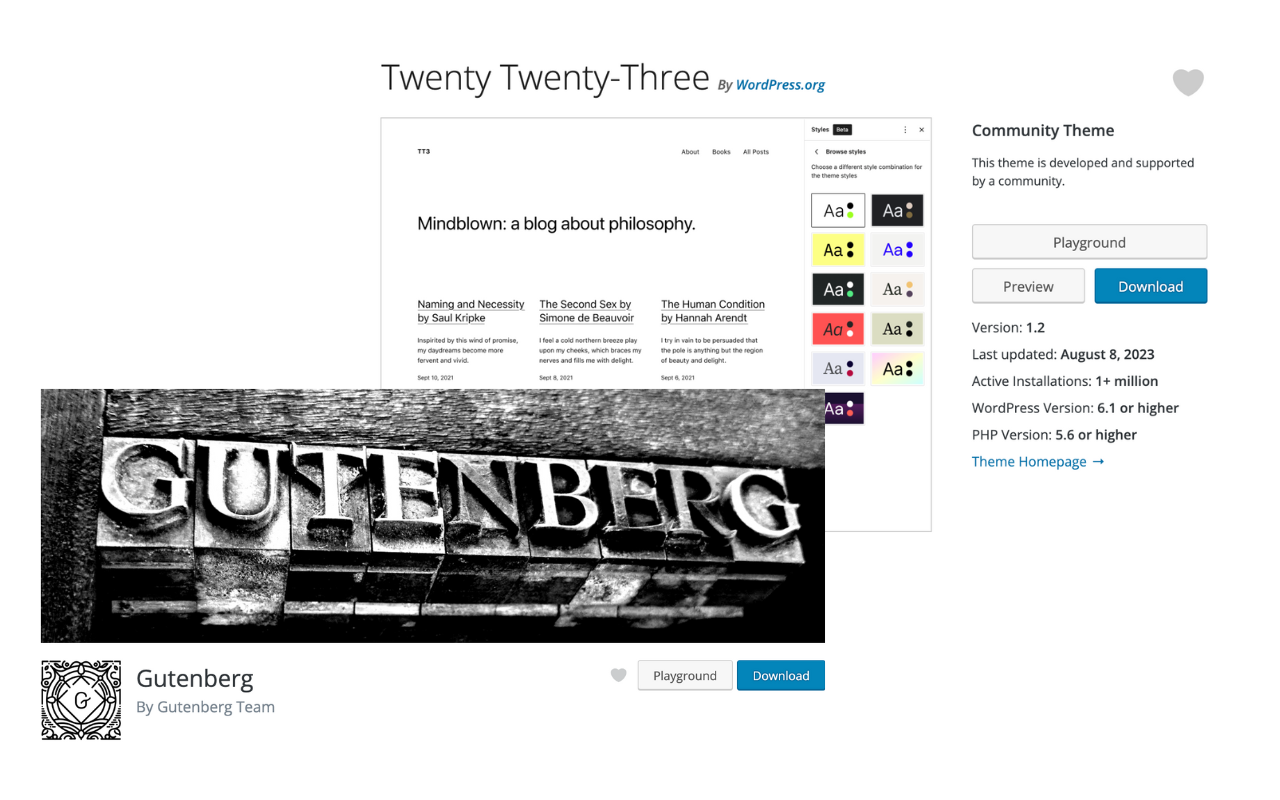 Twenty Twenty-Three By WordPress.org
TT3
About Books All Posts
Mindblown: a blog about philosophy.
Naming and Necessity
by Saul Kripke
Inspirited by this wind of promise,
my daydreams become more
fervent and vivid.
Sept 10, 2021
The Second Sex by
Simone de Beauvoir
I feel a cold northern breeze play
upon my cheeks, which braces my
nerves and fills me with delight.
Sept 8, 2021
The Human Condition
by Hannah Arendt
I try in vain to be persuaded that
the pole is anything but the region
of beauty and delight.
Sept 6, 2021
Styles Beta
Browse styles
Choose a different style combination for
the theme styles
Aa Aa
Aa Aa
Aa Aa
Aa Aa
Aa Aa
Aa
Community Theme
This theme is developed and supported
by a community.
Playground
Preview Download
Version: 1.2
Last updated: August 8, 2023
Active Installations: 1+ million
WordPress Version: 6.1 or higher
PHP Version: 5.6 or higher
Theme Homepage →
GUTENBERG
G
Gutenberg
By Gutenberg Team
Playground Download